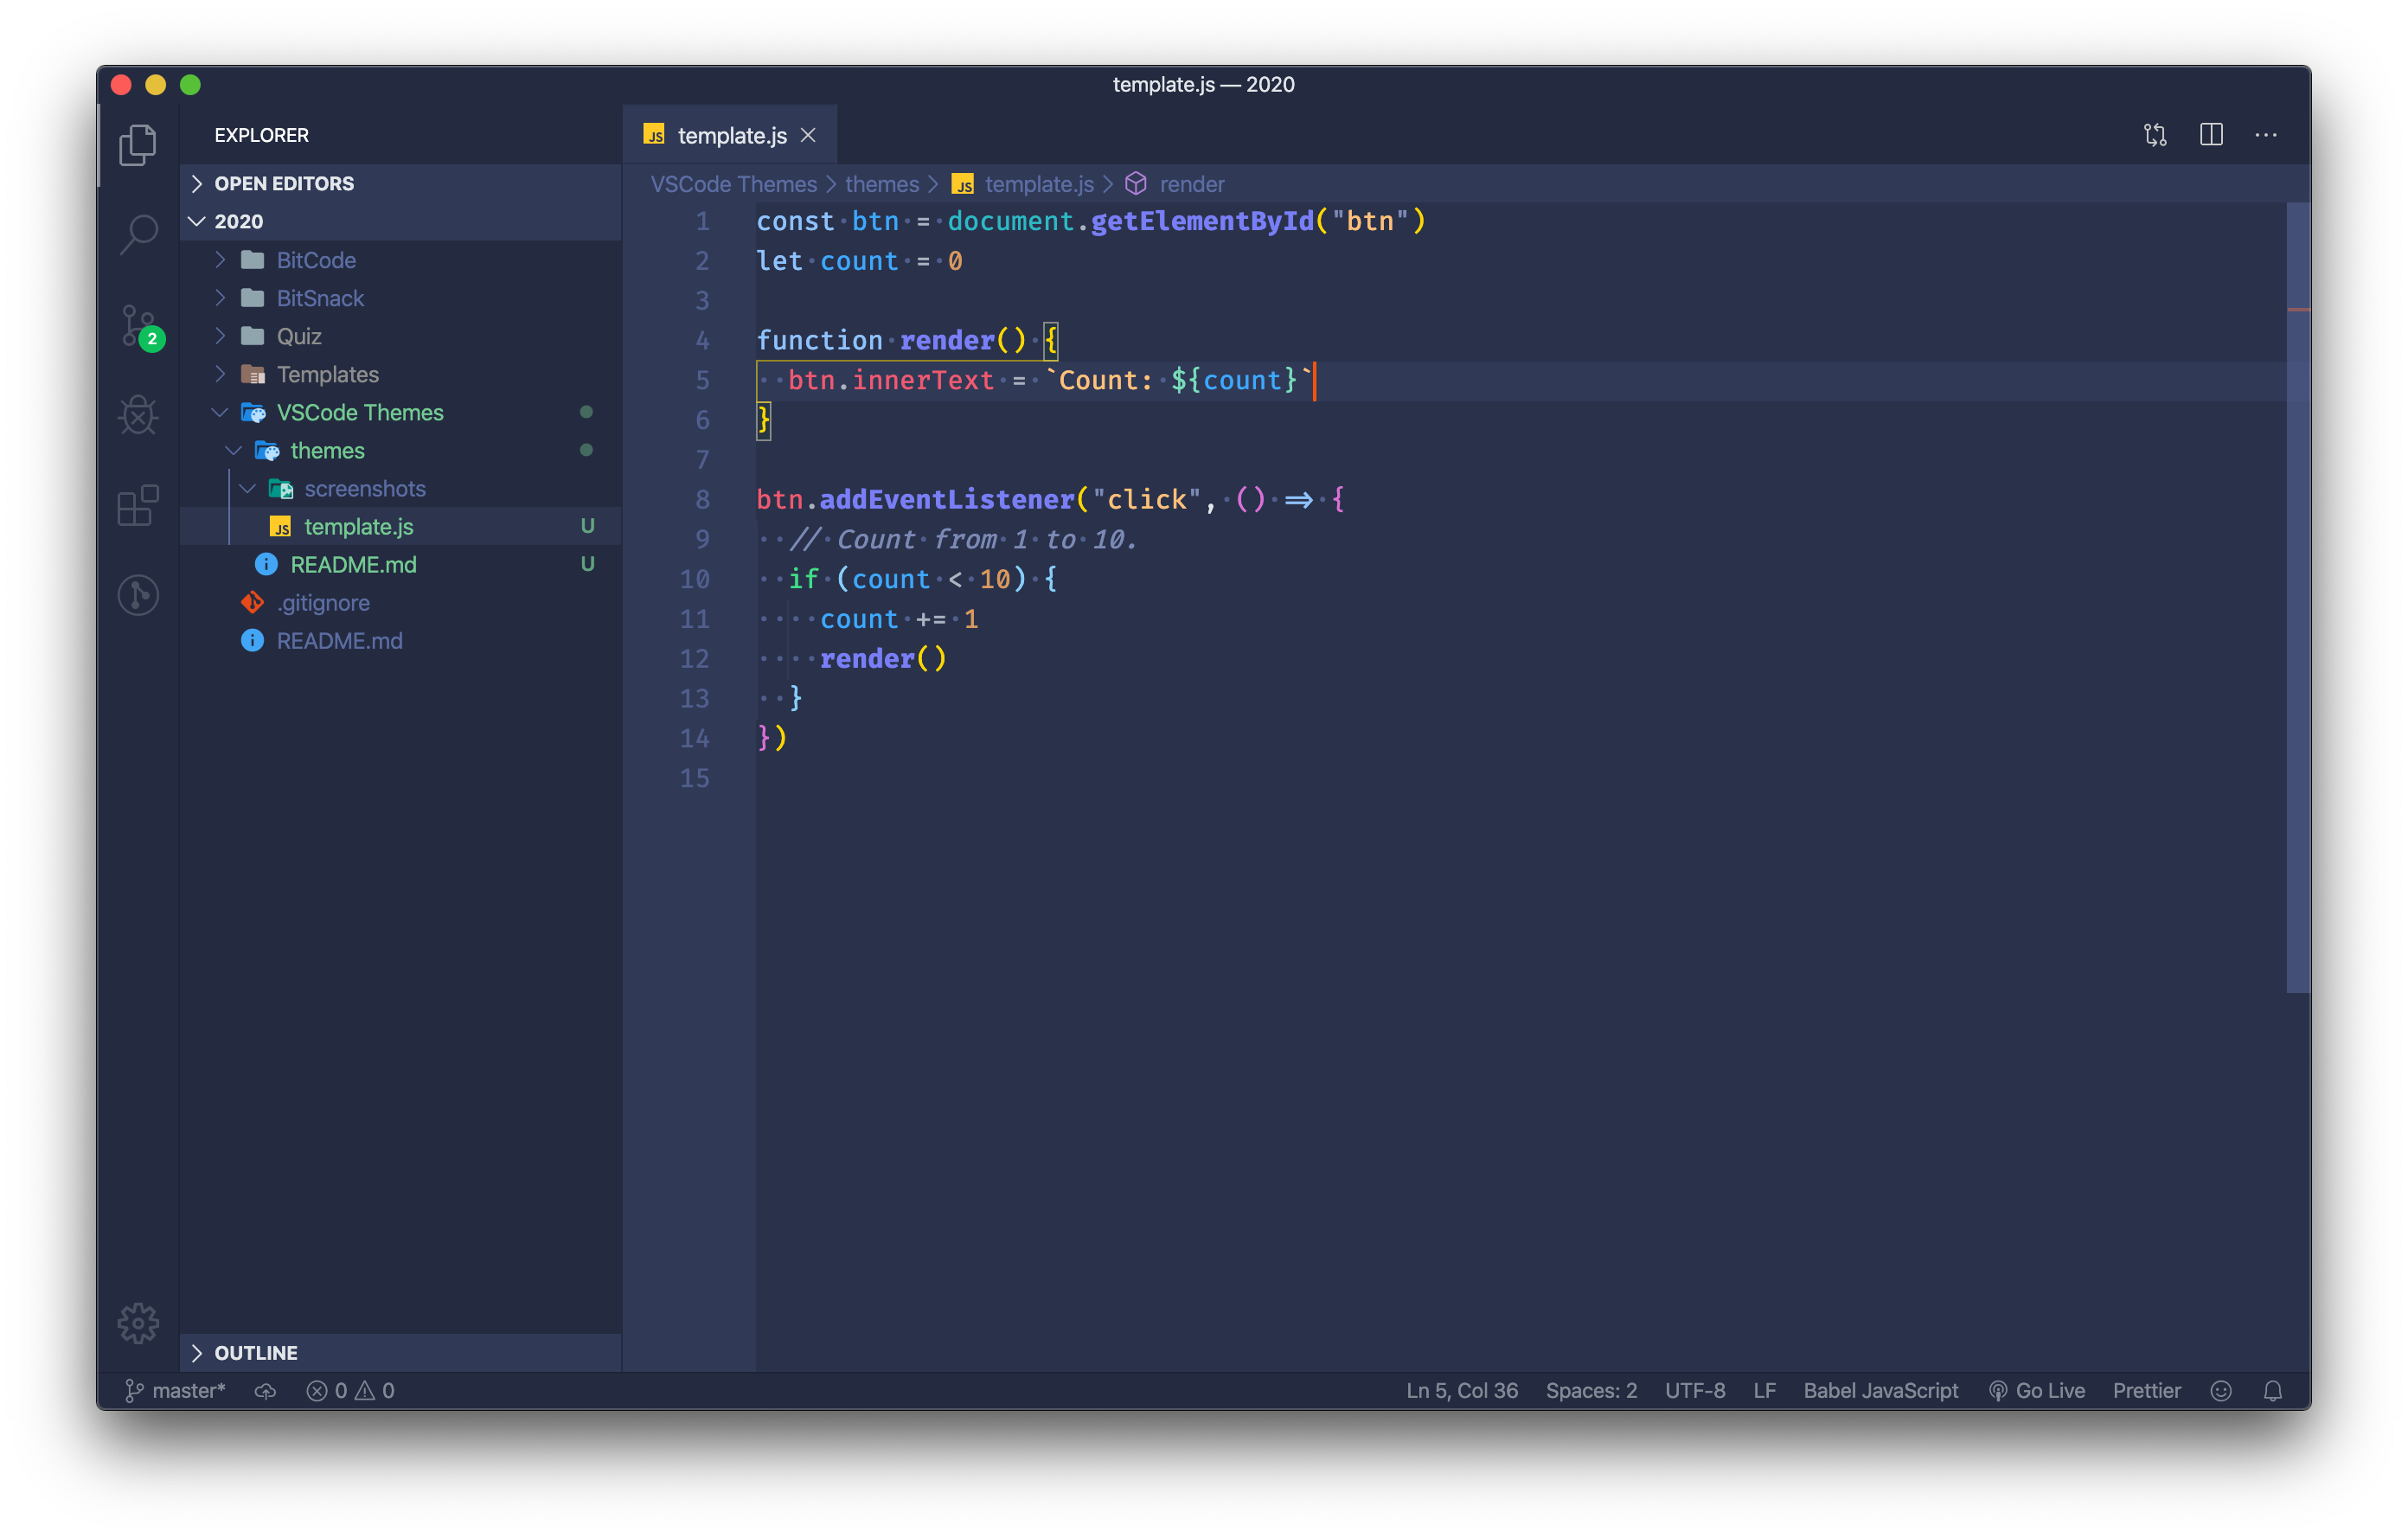 template.js — 2020
EXPLORER
OPEN EDITORS
2020
BitCode
BitSnack
Quiz
Templates
VSCode Themes
themes
screenshots
JS template.js U
README.md U
.gitignore
README.md
OUTLINE
2
JS template.js
VSCode Themes > themes > JS template.js > render
1 const btn = document.getElementById("btn")
2 let count = 0
3
4 function render() {
5   btn.innerText = `Count: ${count}`
6 }
7
8 btn.addEventListener("click", () => {
9   // Count from 1 to 10.
10   if (count < 10) {
11     count += 1
12     render()
13   }
14 })
15
master* 0 0 Ln 5, Col 36 Spaces: 2 UTF-8 LF Babel JavaScript Go Live Prettier